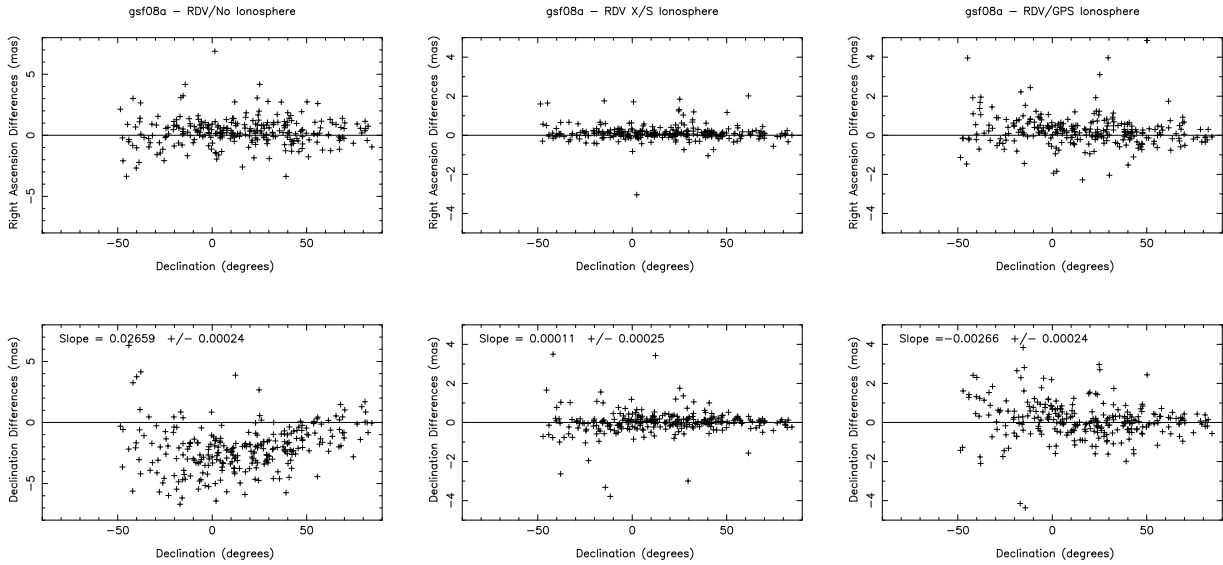 gsf08a – RDV/No Ionosphere
Right Ascension Differences (mas)
5
0
−5
−50
0
50
Declination (degrees)
gsf08a – RDV X/S Ionosphere
Right Ascension Differences (mas)
4
2
0
−2
−4
−50
0
50
Declination (degrees)
gsf08a – RDV/GPS Ionosphere
Right Ascension Differences (mas)
4
2
0
−2
−4
−50
0
50
Declination (degrees)
Slope = 0.02659 +/− 0.00024
Declination Differences (mas)
5
0
−5
−50
0
50
Declination (degrees)
Slope = 0.00011 +/− 0.00025
Declination Differences (mas)
4
2
0
−2
−4
−50
0
50
Declination (degrees)
Slope =−0.00266 +/− 0.00024
Declination Differences (mas)
4
2
0
−2
−4
−50
0
50
Declination (degrees)